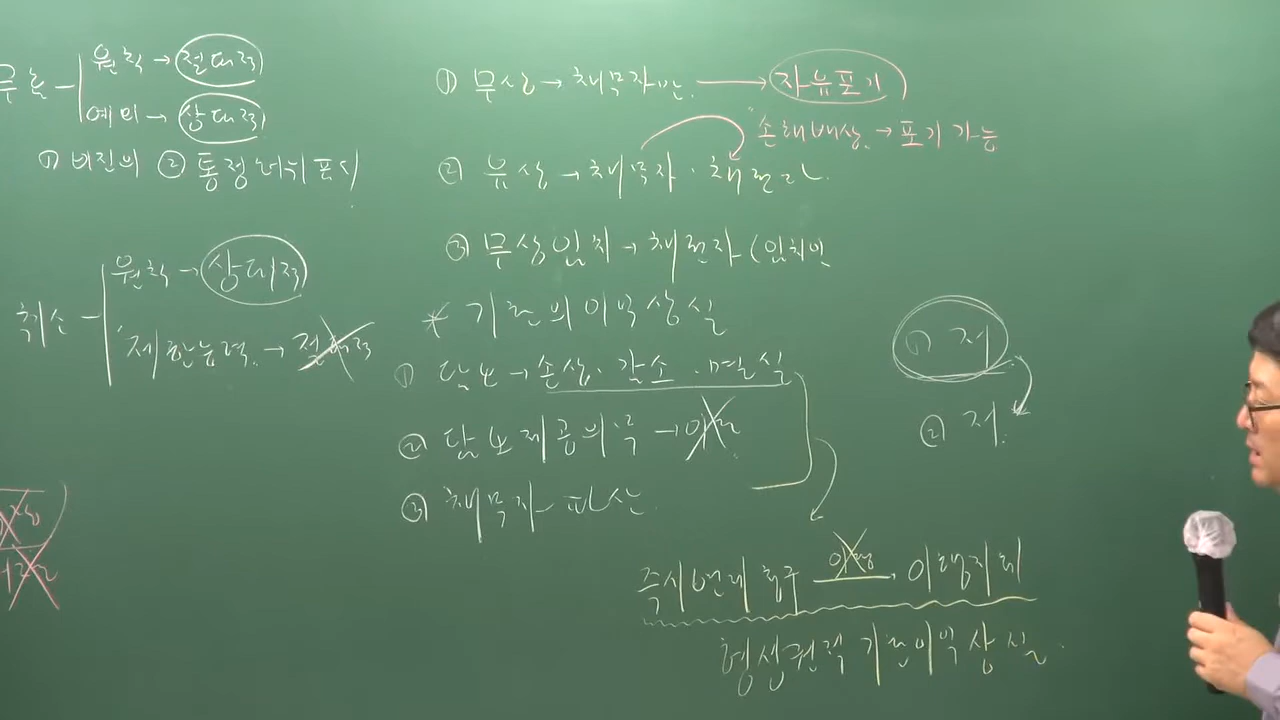 무효 원칙 → 절대적
예외 → 상대적
① 비진의 ② 통정허위표시
취소 원칙 → 상대적
제한능력 → 절대적
① 무상 → 채무자만 → 자유포기
손해배상 → 포기 가능
② 유상 → 채무자 · 채권자
③ 무상임치 → 채권자 (임치인
* 기한의 이익 상실
① 담보 → 손상 · 감소 · 멸실
② 담보제공의무 → 이행
③ 채무자 파산
① 저
② 저
즉시 변제 청구 이행 이행지체
형성권적 기한이익상실